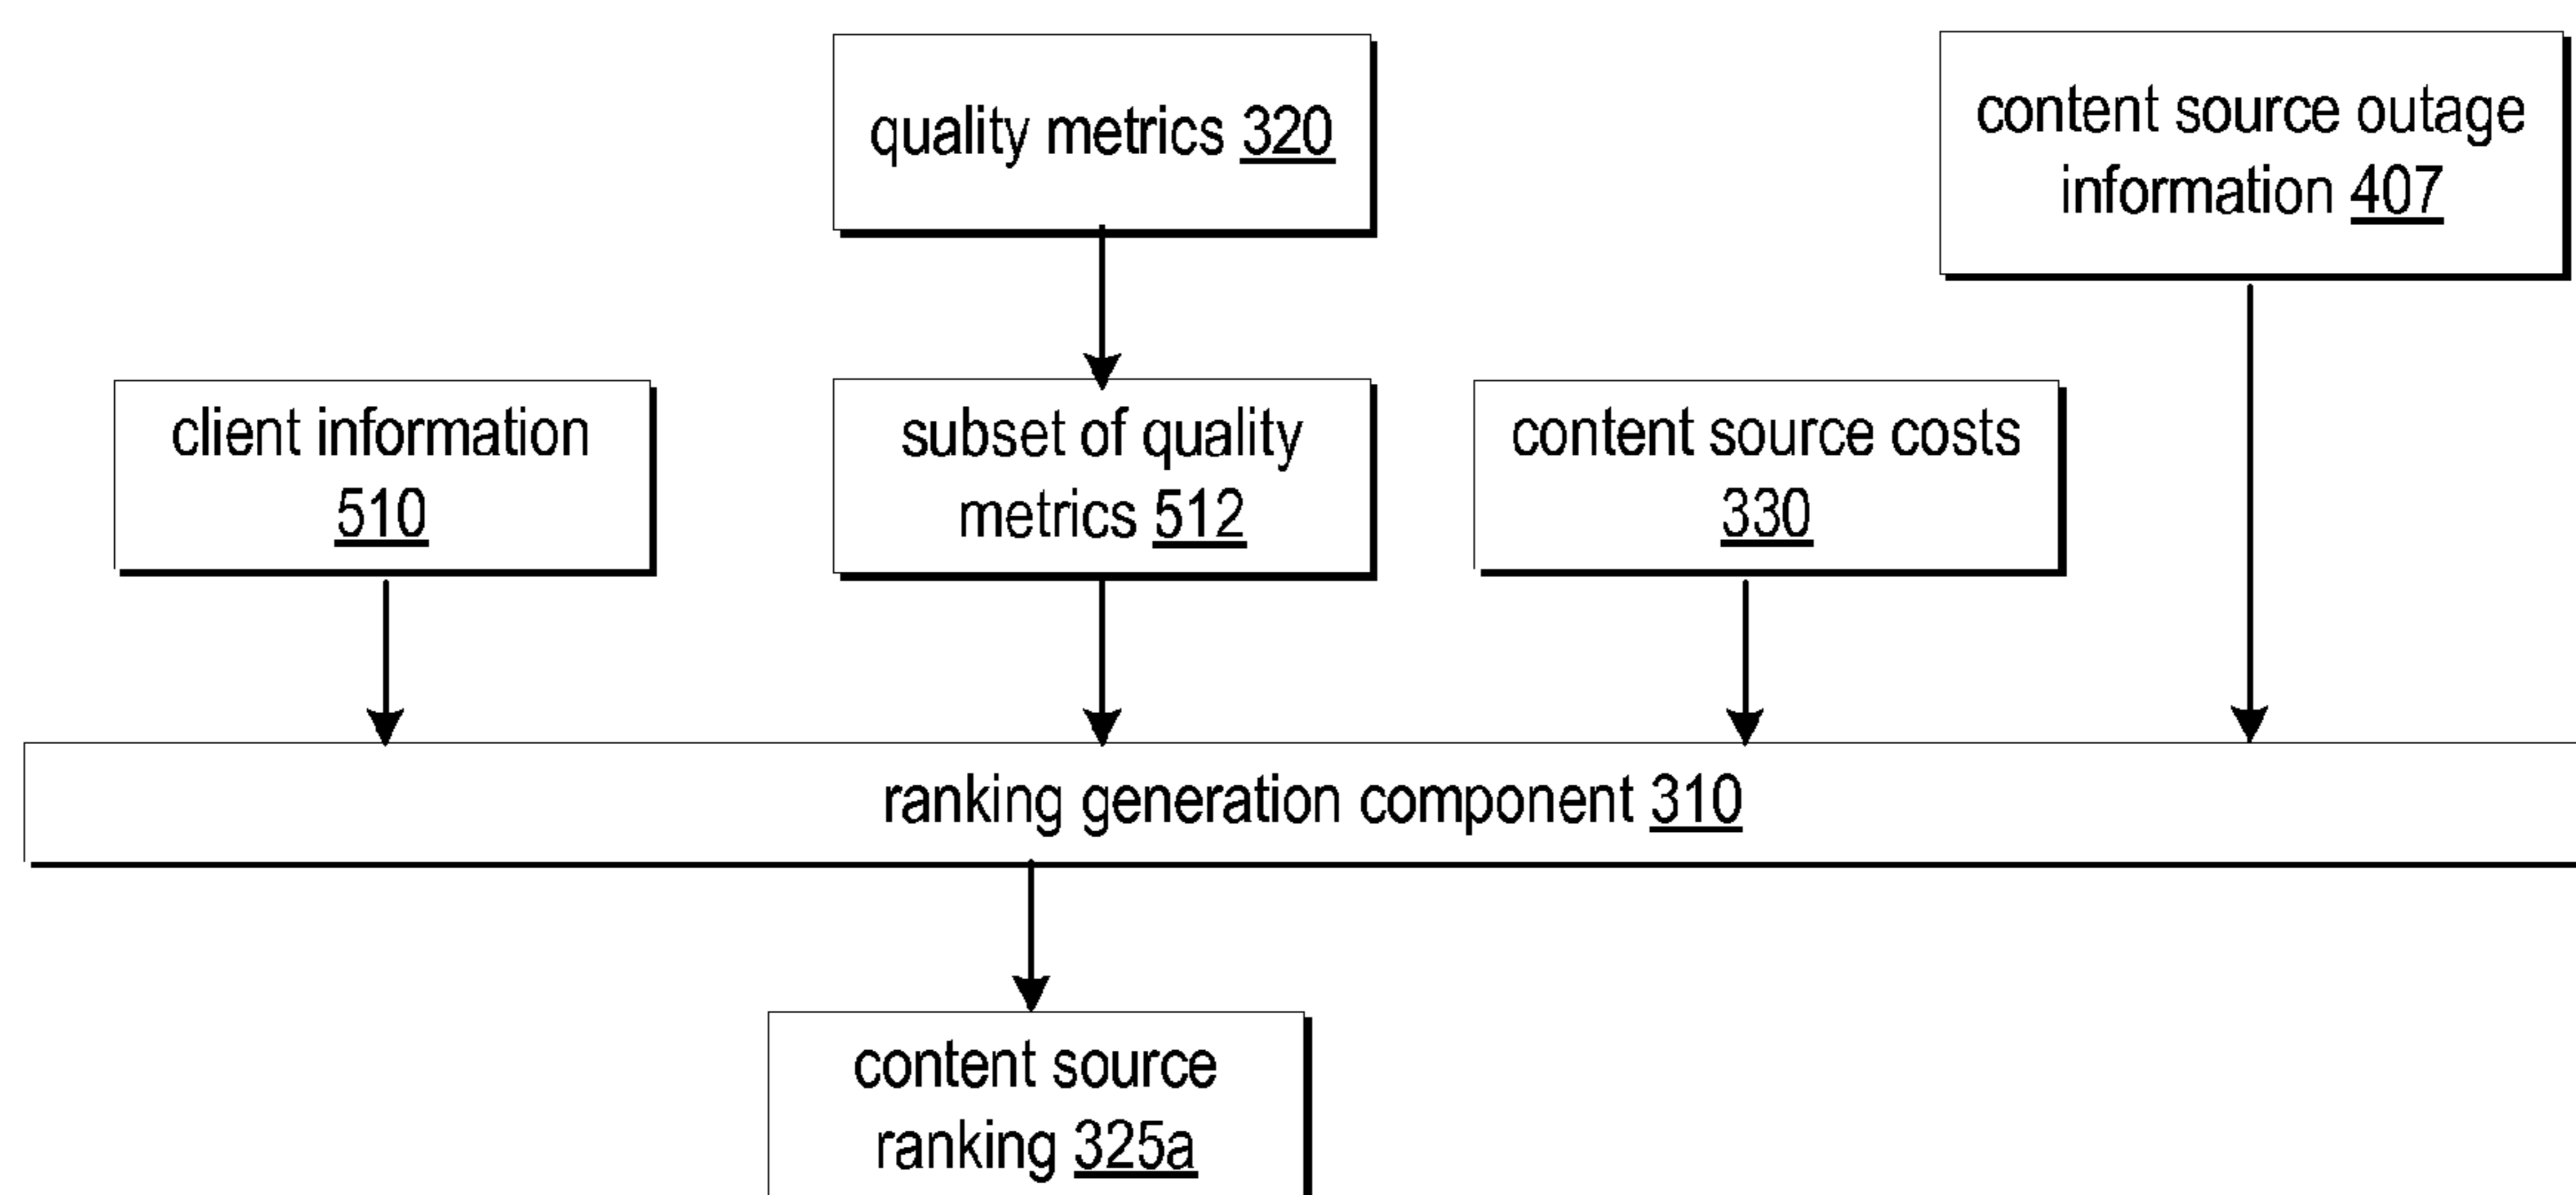 quality metrics 320
content source outage
information 407
client information
510
subset of quality
metrics 512
content source costs
330
ranking generation component 310
content source
ranking 325a